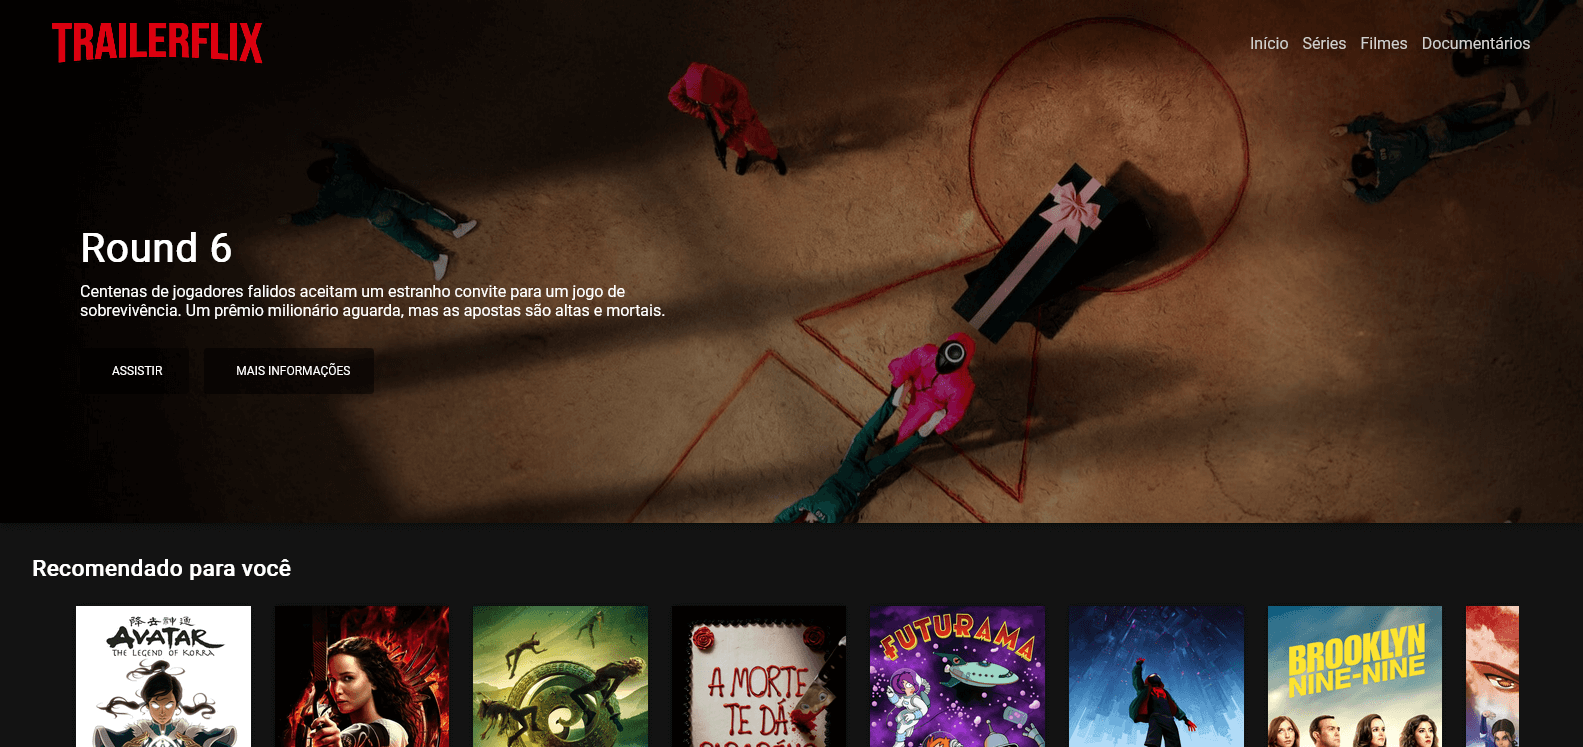 TRAILERFLIX
Início Séries Filmes Documentários
Round 6
Centenas de jogadores falidos aceitam um estranho convite para um jogo de
sobrevivência. Um prêmio milionário aguarda, mas as apostas são altas e mortais.
ASSISTIR MAIS INFORMAÇÕES
Recomendado para você
AVATAR
THE LEGEND OF KORRA
A MORTE
TE DÁ
FUTURAMA
BROOKLYN
NINE-NINE